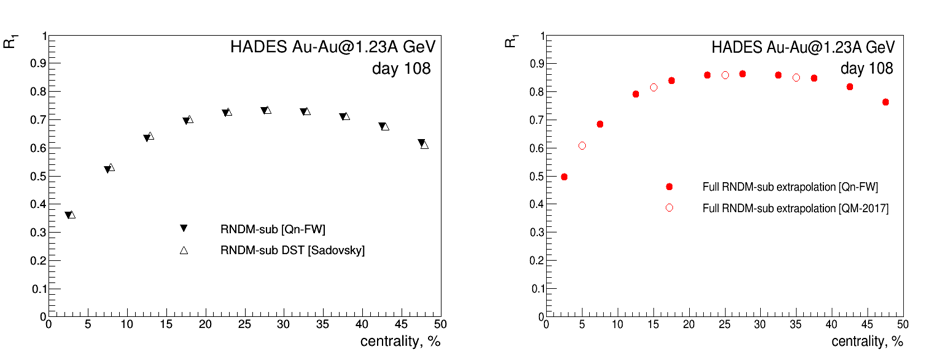 R1
HADES Au-Au@1.23A GeV
day 108
1
0.9
0.8
0.7
0.6
0.5
0.4
0.3
0.2
0.1
0
RNDM-sub [Qn-FW]
RNDM-sub DST [Sadovsky]
0 5 10 15 20 25 30 35 40 45 50
centrality, %
R1
HADES Au-Au@1.23A GeV
day 108
1
0.9
0.8
0.7
0.6
0.5
0.4
0.3
0.2
0.1
0
Full RNDM-sub extrapolation [Qn-FW]
Full RNDM-sub extrapolation [QM-2017]
0 5 10 15 20 25 30 35 40 45 50
centrality, %